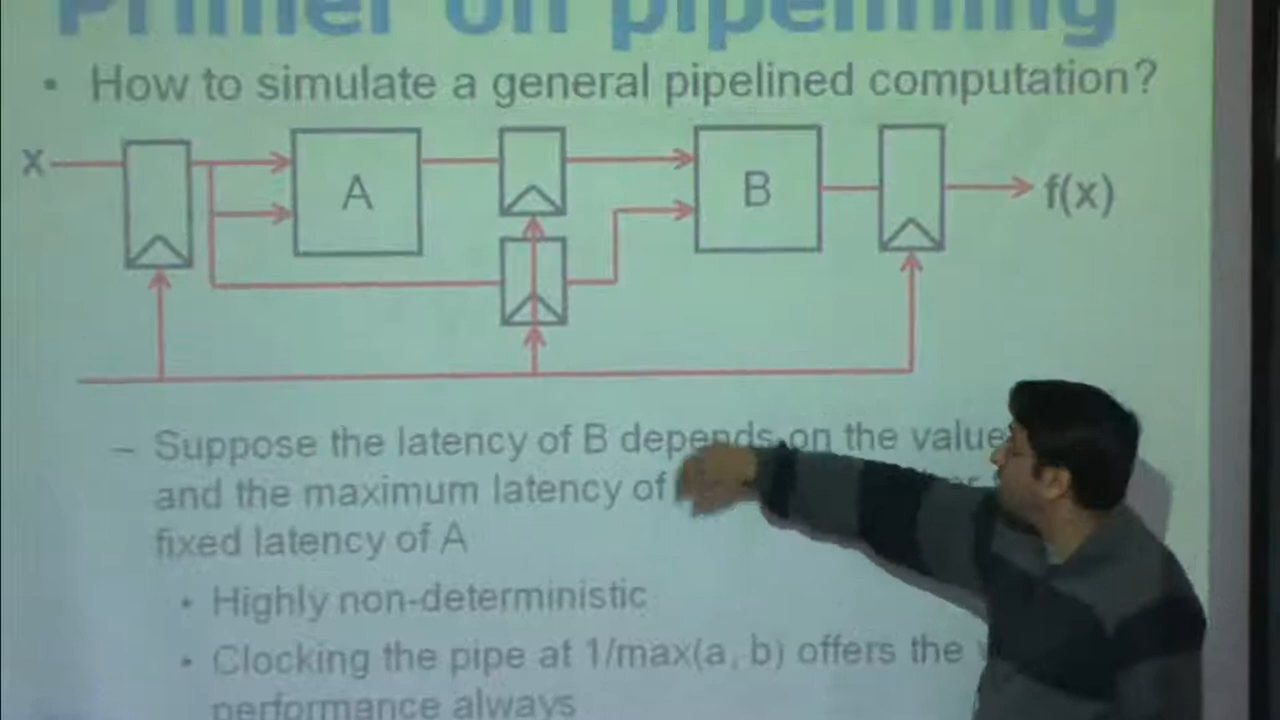 Primer on pipelining
• How to simulate a general pipelined computation?
x
A
B
f(x)
– Suppose the latency of B depends on the value
and the maximum latency of
fixed latency of A
• Highly non-deterministic
• Clocking the pipe at 1/max(a, b) offers the
performance always